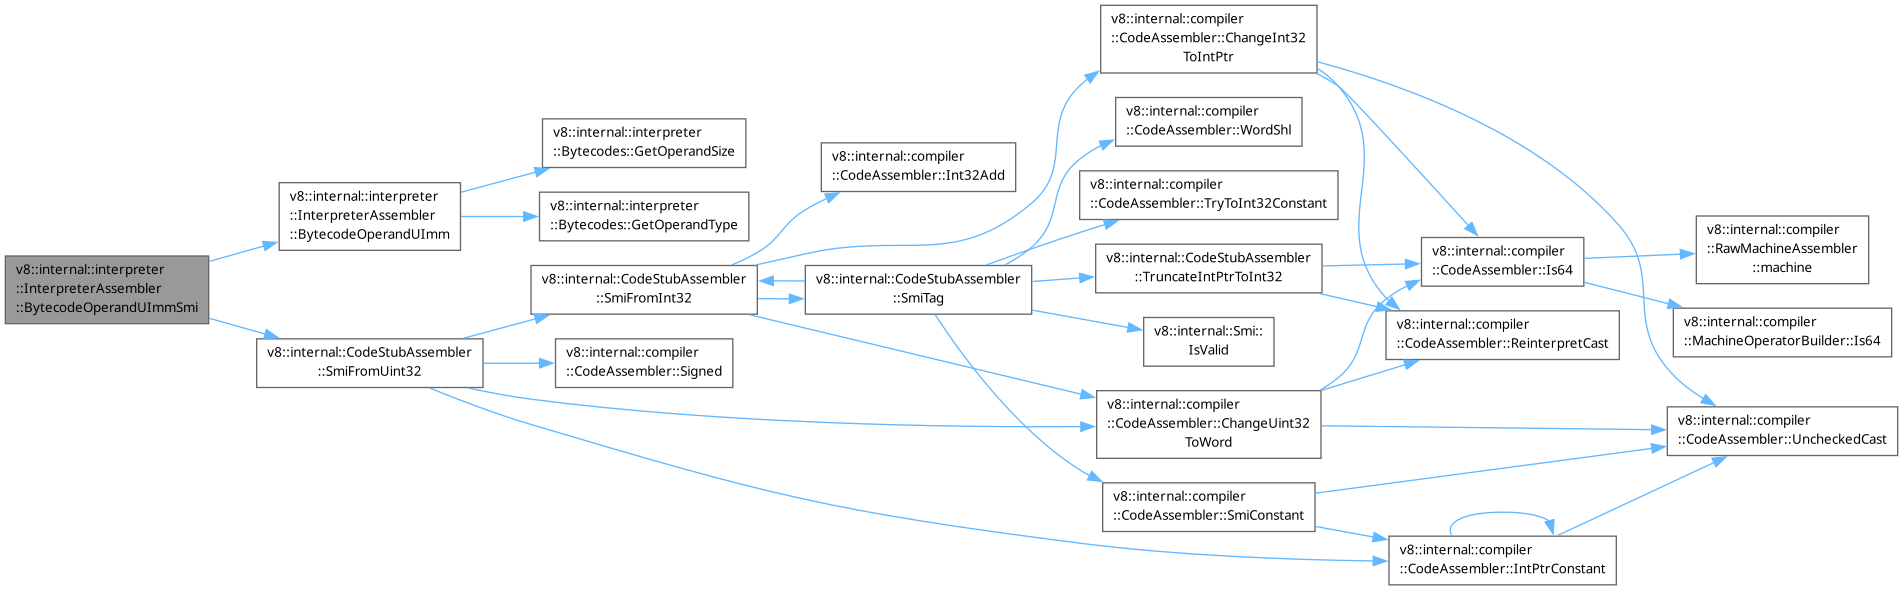 v8::internal::interpreter
::InterpreterAssembler
::BytecodeOperandUImmSmi
v8::internal::interpreter
::InterpreterAssembler
::BytecodeOperandUImm
v8::internal::interpreter
::Bytecodes::GetOperandSize
v8::internal::interpreter
::Bytecodes::GetOperandType
v8::internal::CodeStubAssembler
::SmiFromUint32
v8::internal::CodeStubAssembler
::SmiFromInt32
v8::internal::compiler
::CodeAssembler::Signed
v8::internal::compiler
::CodeAssembler::Int32Add
v8::internal::CodeStubAssembler
::SmiTag
v8::internal::compiler
::CodeAssembler::ChangeInt32
ToIntPtr
v8::internal::compiler
::CodeAssembler::WordShl
v8::internal::compiler
::CodeAssembler::TryToInt32Constant
v8::internal::CodeStubAssembler
::TruncateIntPtrToInt32
v8::internal::Smi::
IsValid
v8::internal::compiler
::CodeAssembler::ChangeUint32
ToWord
v8::internal::compiler
::CodeAssembler::SmiConstant
v8::internal::compiler
::CodeAssembler::Is64
v8::internal::compiler
::CodeAssembler::ReinterpretCast
v8::internal::compiler
::CodeAssembler::IntPtrConstant
v8::internal::compiler
::RawMachineAssembler
::machine
v8::internal::compiler
::MachineOperatorBuilder::Is64
v8::internal::compiler
::CodeAssembler::UncheckedCast